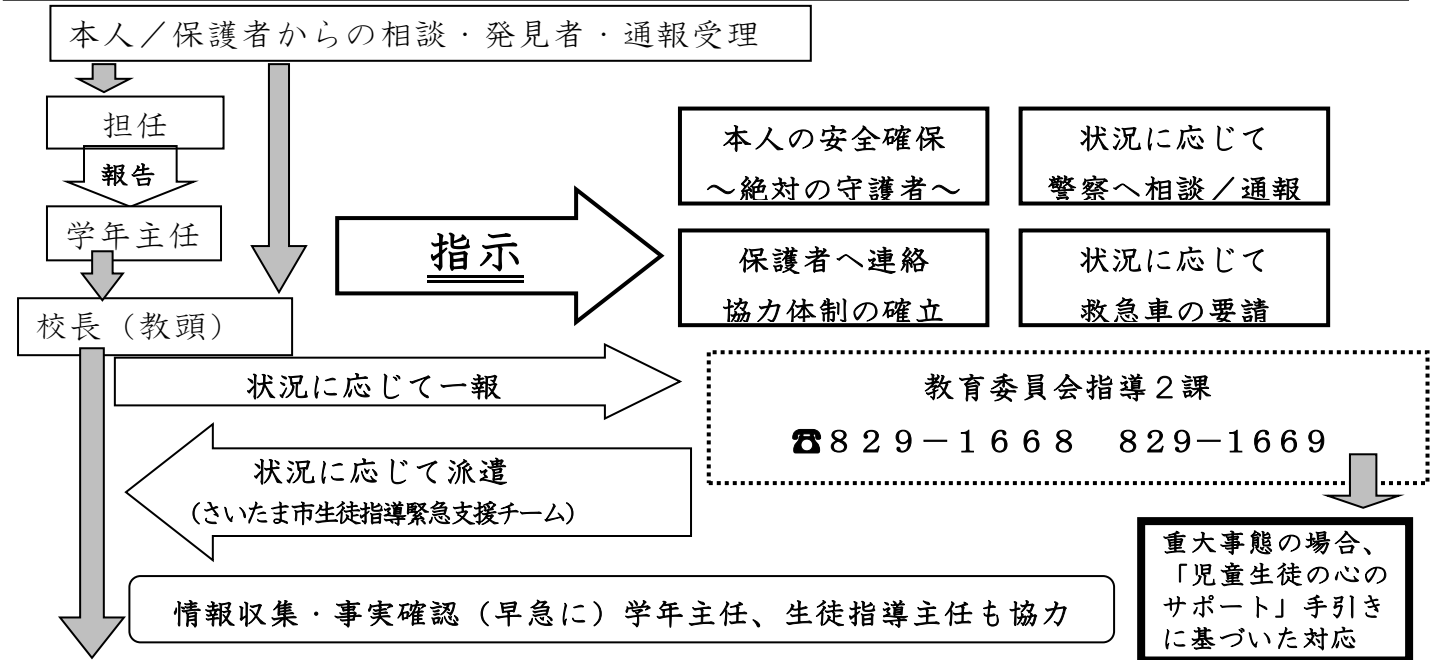 本人／保護者からの相談・発見者・通報受理
担任
報告
学年主任
校長（教頭）
指示
本人の安全確保
～絶対の守護者～
状況に応じて
警察へ相談／通報
保護者へ連絡
協力体制の確立
状況に応じて
救急車の要請
状況に応じて一報
教育委員会指導２課
☎８２９－１６６８　８２９－１６６９
状況に応じて派遣
（さいたま市生徒指導緊急支援チーム）
重大事態の場合、
「児童生徒の心の
サポート」手引き
に基づいた対応
情報収集・事実確認（早急に）学年主任、生徒指導主任も協力